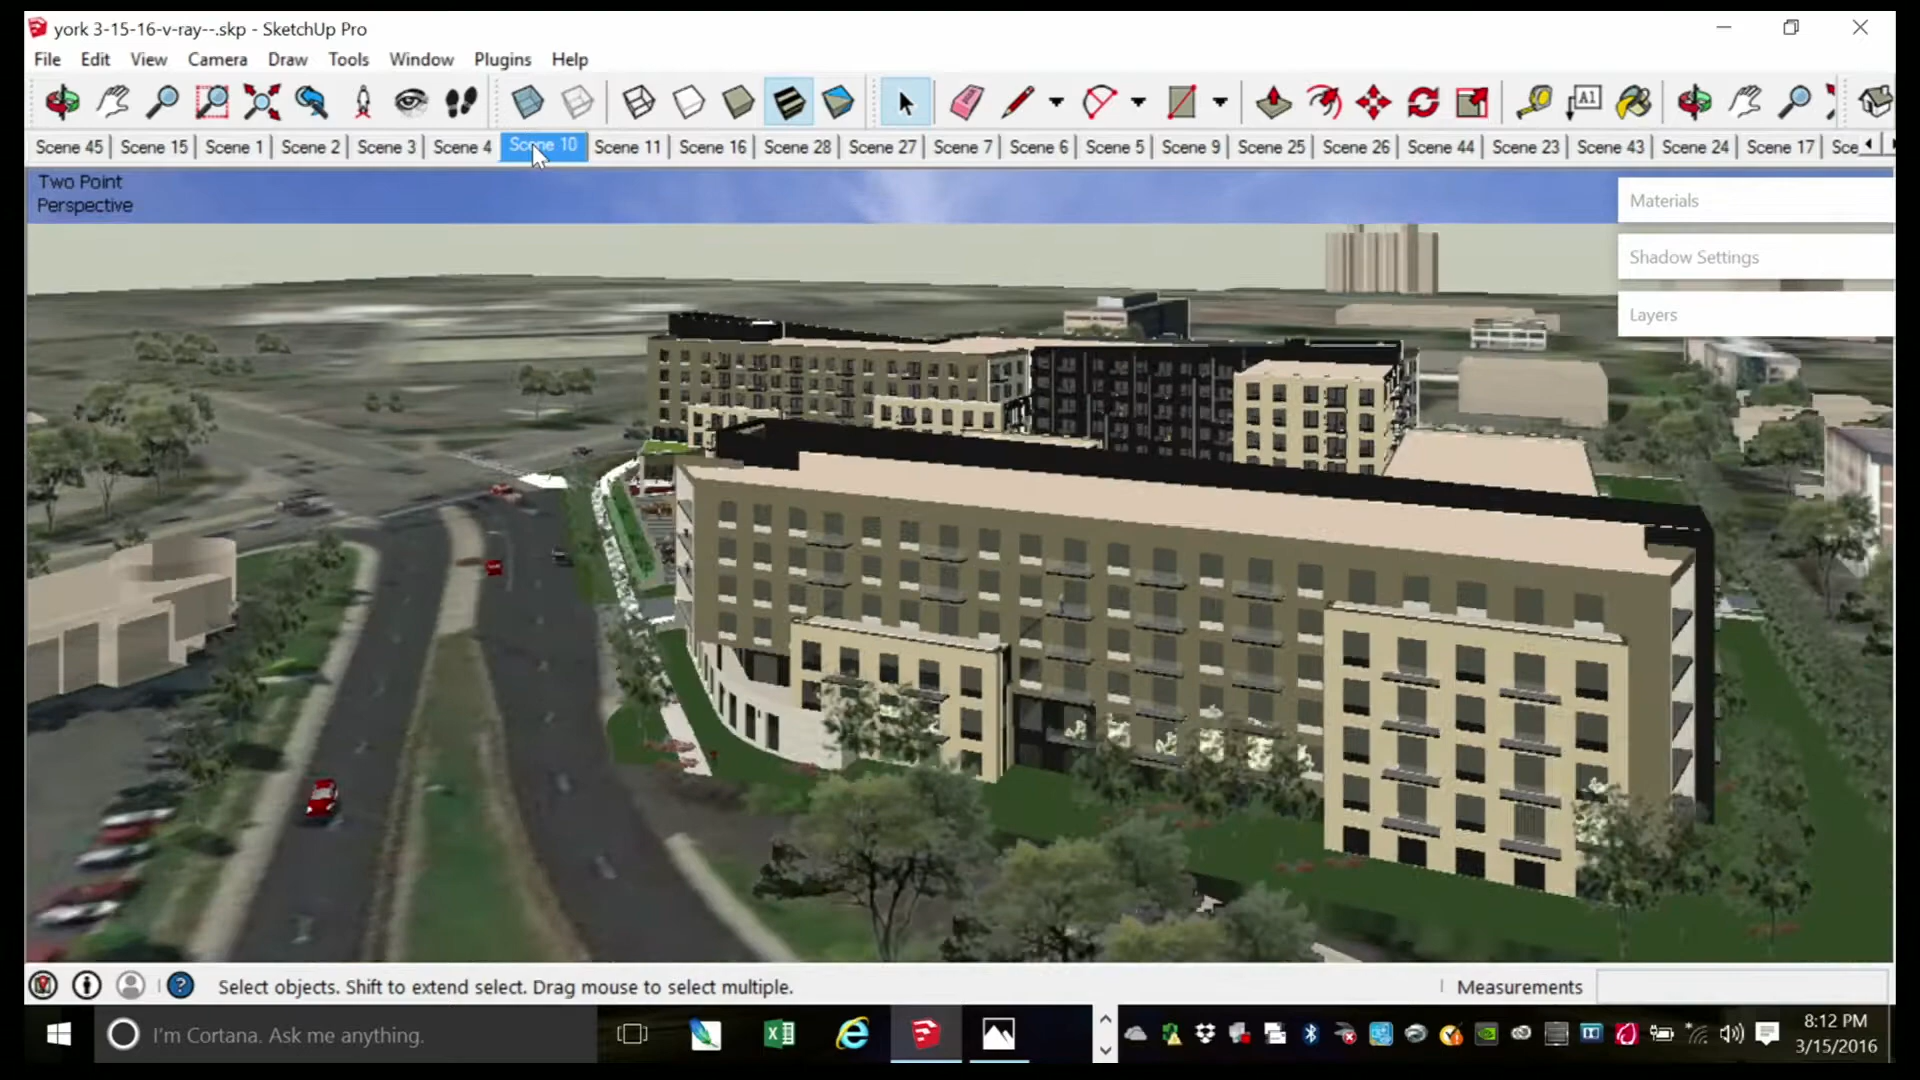 york 3-15-16-v-ray--.skp - SketchUp Pro
File Edit View Camera Draw Tools Window Plugins Help
A1
Scene 45 Scene 15 Scene 1 Scene 2 Scene 3 Scene 4 Scene 10 Scene 11 Scene 16 Scene 28 Scene 27 Scene 7 Scene 6 Scene 5 Scene 9 Scene 25 Scene 26 Scene 44 Scene 23 Scene 43 Scene 24 Scene 17 Sce
Two Point
Perspective
Materials
Shadow Settings
Layers
Select objects. Shift to extend select. Drag mouse to select multiple.
Measurements
I'm Cortana. Ask me anything.
8:12 PM
3/15/2016